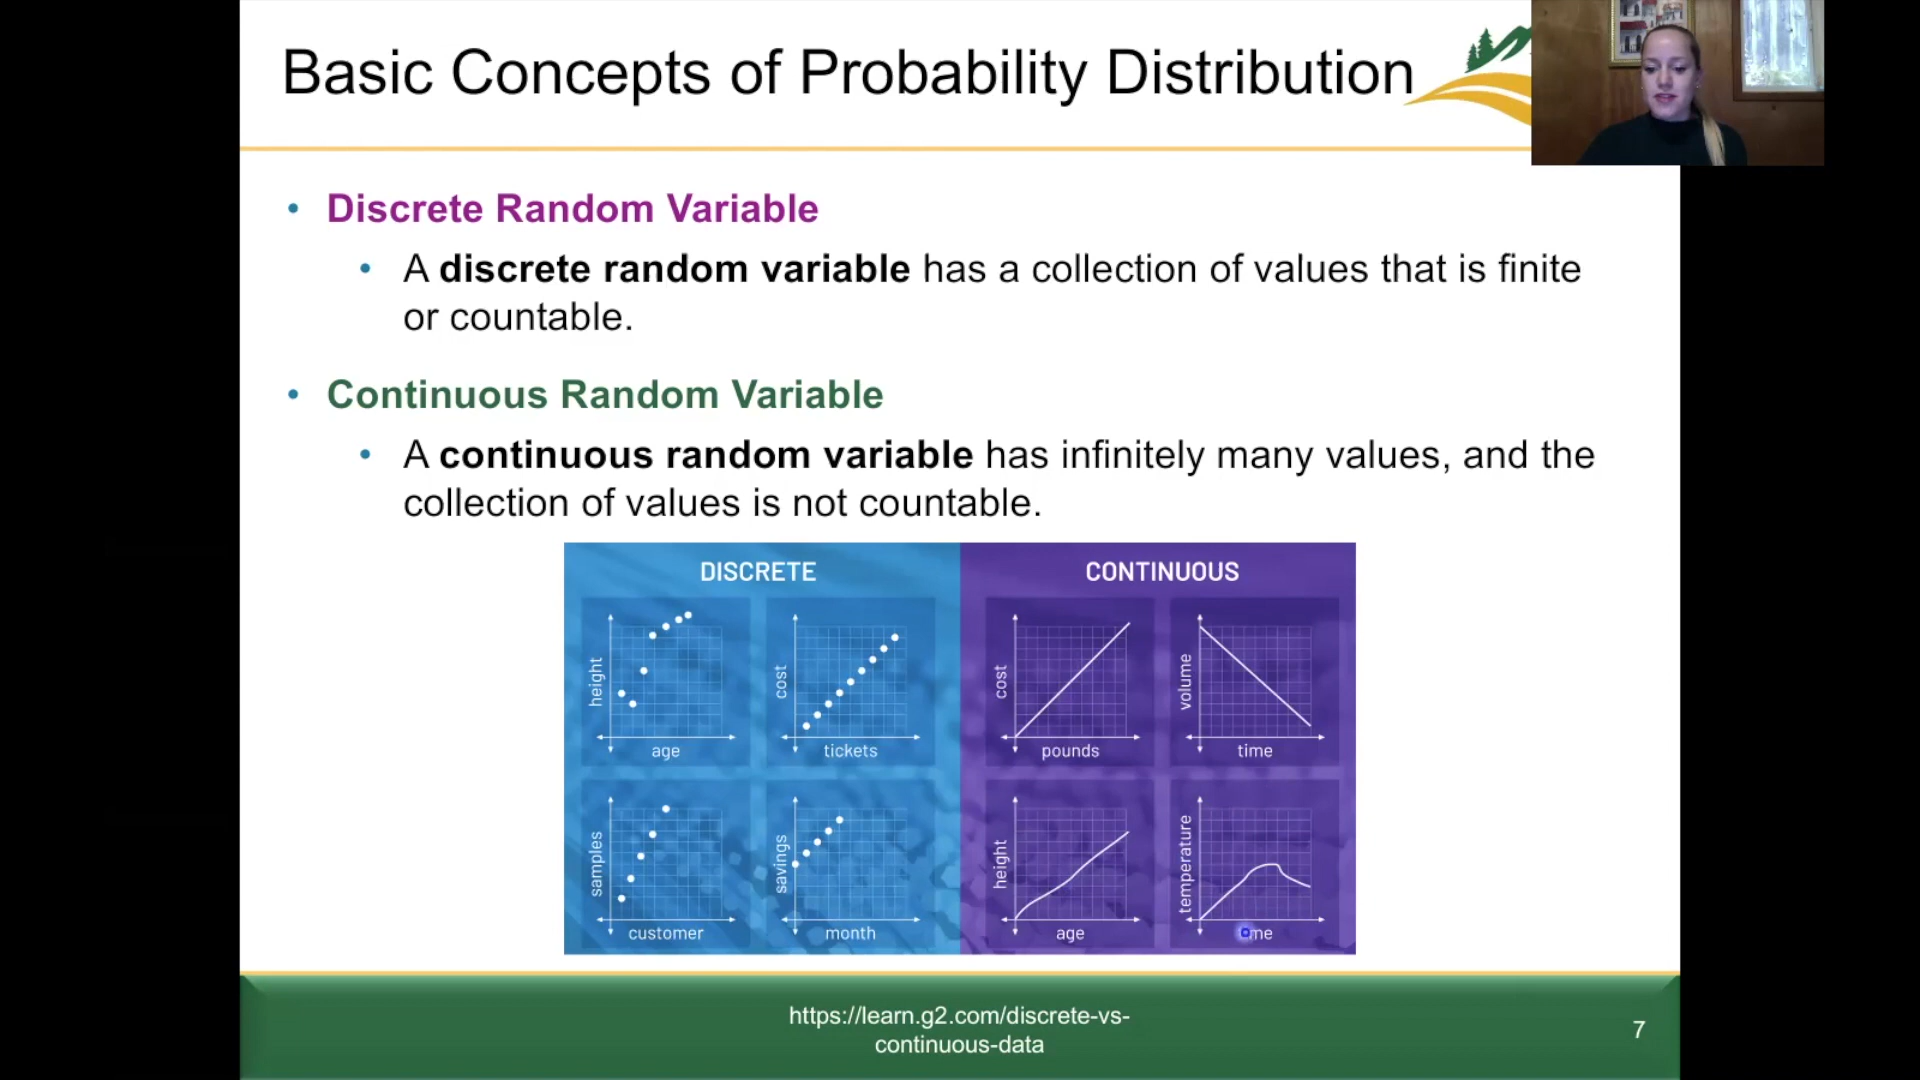 Basic Concepts of Probability Distribution
• Discrete Random Variable
• A discrete random variable has a collection of values that is finite
or countable.
• Continuous Random Variable
• A continuous random variable has infinitely many values, and the
collection of values is not countable.
DISCRETE
height
age
cost
tickets
samples
customer
savings
month
CONTINUOUS
cost
pounds
volume
time
height
age
temperature
https://learn.g2.com/discrete-vs-
continuous-data
7